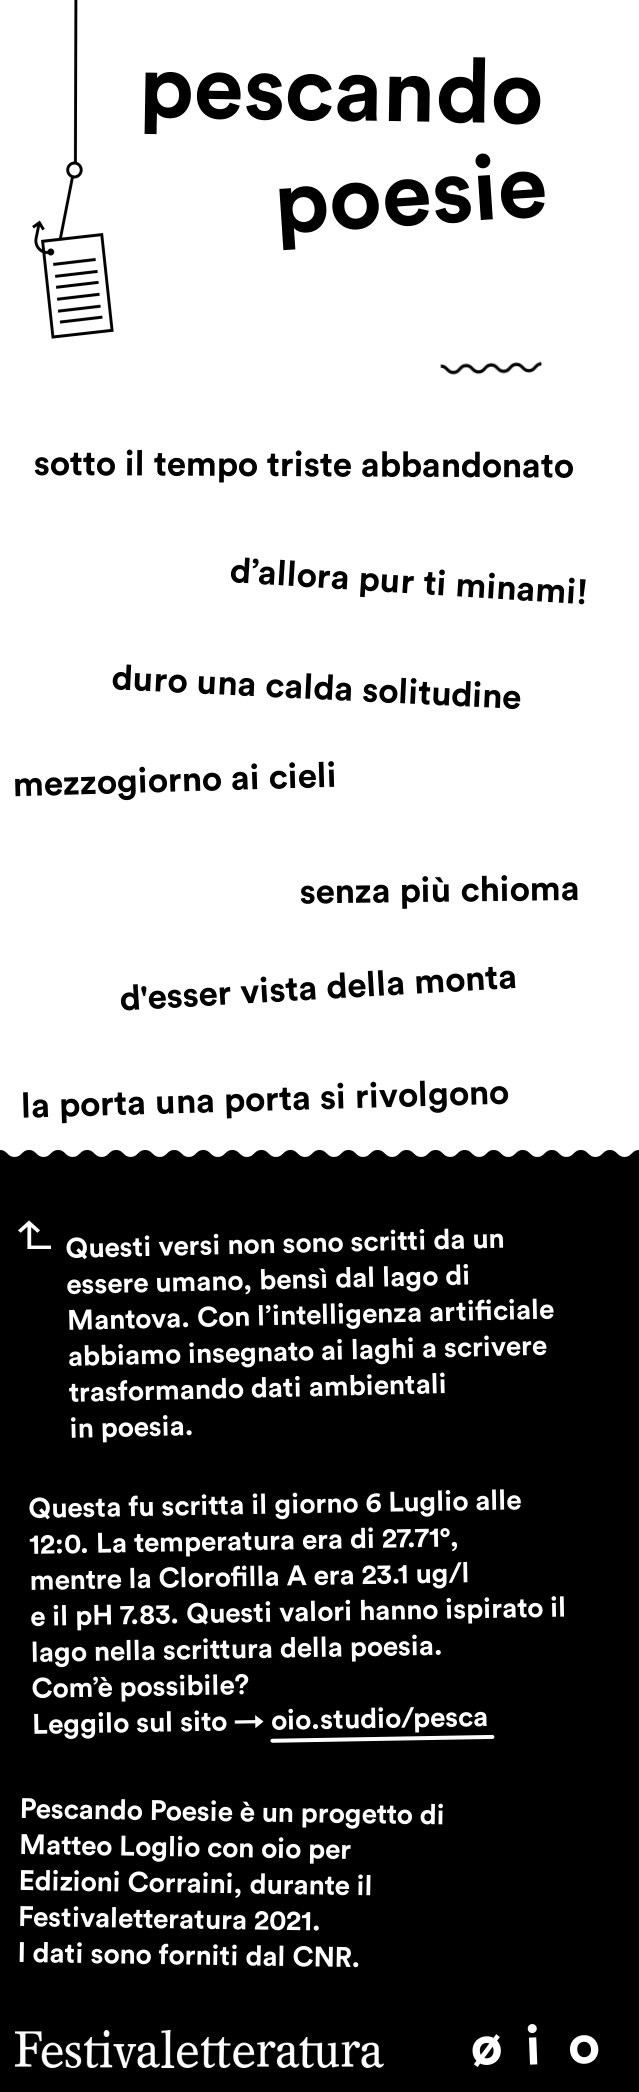 pescando
poesie
sotto il tempo triste abbandonato
d’allora pur ti minami!
duro una calda solitudine
mezzogiorno ai cieli
senza più chioma
d'esser vista della monta
la porta una porta si rivolgono
Questi versi non sono scritti da un
essere umano, bensì dal lago di
Mantova. Con l’intelligenza artificiale
abbiamo insegnato ai laghi a scrivere
trasformando dati ambientali
in poesia.
Questa fu scritta il giorno 6 Luglio alle
12:0. La temperatura era di 27.71°,
mentre la Clorofilla A era 23.1 ug/l
e il pH 7.83. Questi valori hanno ispirato il
lago nella scrittura della poesia.
Com’è possibile?
Leggilo sul sito → oio.studio/pesca
Pescando Poesie è un progetto di
Matteo Loglio con oio per
Edizioni Corraini, durante il
Festivaletteratura 2021.
I dati sono forniti dal CNR.
Festivaletteratura ø i o